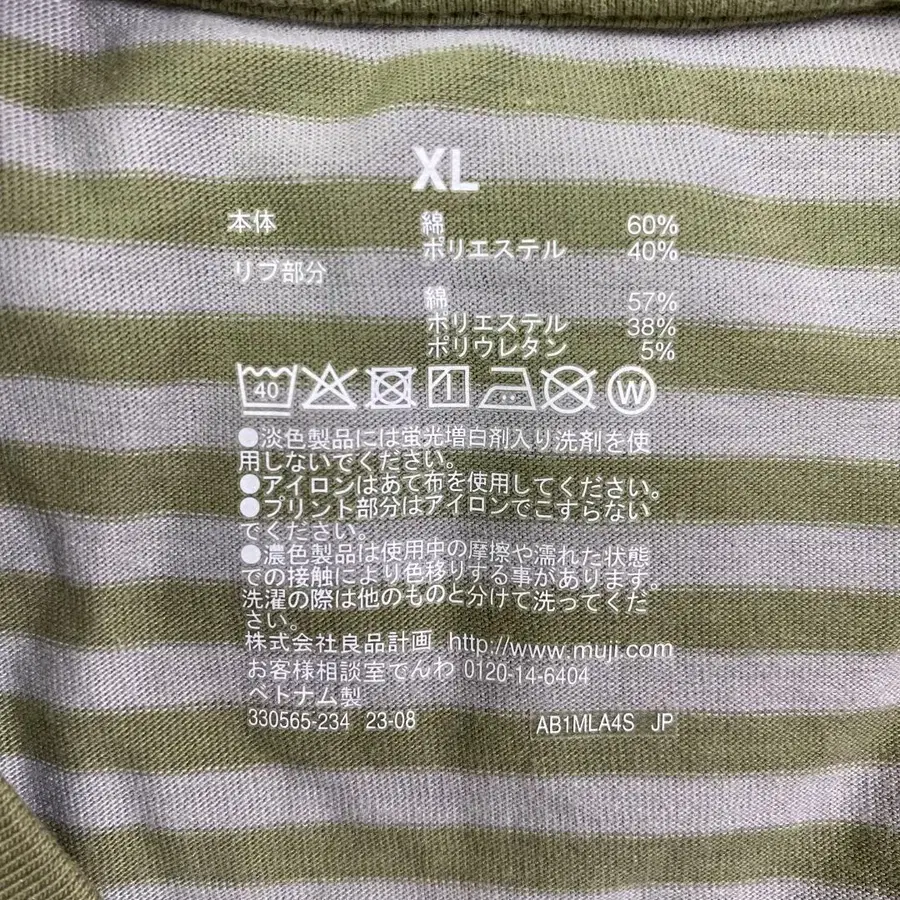 XL
本体 綿 60%
ポリエステル 40%
リブ部分
綿 57%
ポリエステル 38%
ポリウレタン 5%
40 W
●淡色製品には蛍光増白剤入り洗剤を使
用しないでください。
●アイロンはあて布を使用してください。
●プリント部分はアイロンでこすらない
でください。
●濃色製品は使用中の摩擦や濡れた状態
での接触により色移りする事があります。
洗濯の際は他のものと分けて洗ってくだ
さい。
株式会社良品計画 http://www.muji.com
お客様相談室でんわ 0120-14-6404
ベトナム製
330565-234 23-08 AB1MLA4S JP